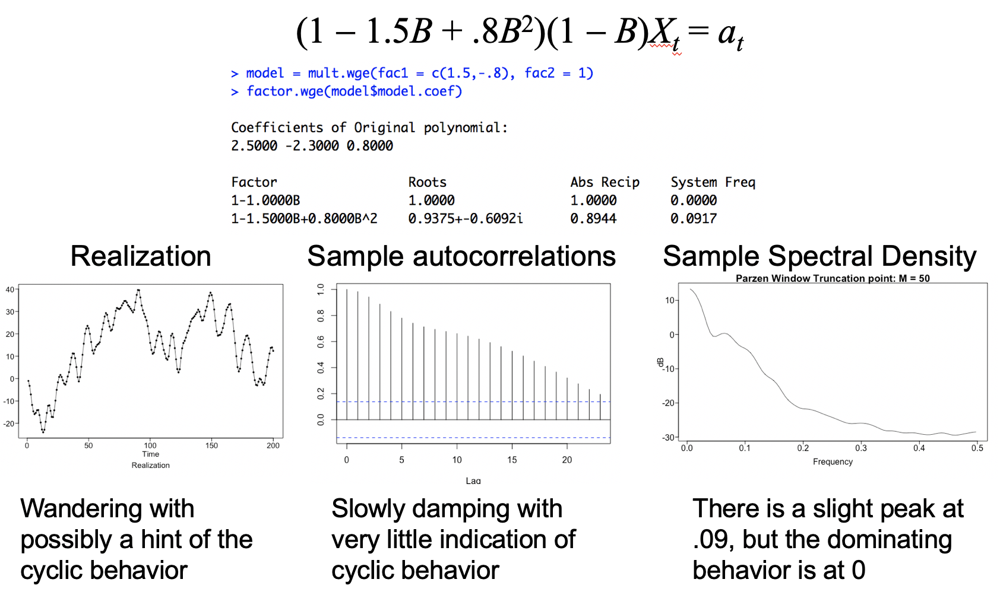 (1 – 1.5B + .8B²)(1 – B)Xₜ = aₜ
> model = mult.wge(fac1 = c(1.5,-.8), fac2 = 1)
> factor.wge(model$model.coef)
Coefficients of Original polynomial:
2.5000 -2.3000 0.8000
Factor Roots Abs Recip System Freq
1-1.0000B 1.0000 1.0000 0.0000
1-1.5000B+0.8000B^2 0.9375+-0.6092i 0.8944 0.0917
Realization
40
30
20
10
0
-10
-20
0 50 100 150 200
Time
Realization
Wandering with
possibly a hint of the
cyclic behavior
Sample autocorrelations
1.0
0.8
0.6
0.4
0.2
0.0
0 5 10 15 20
Lag
Slowly damping with
very little indication of
cyclic behavior
Sample Spectral Density
Parzen Window Truncation point: M = 50
dB
10
0
-10
-20
-30
0.0 0.1 0.2 0.3 0.4 0.5
Frequency
There is a slight peak at
.09, but the dominating
behavior is at 0